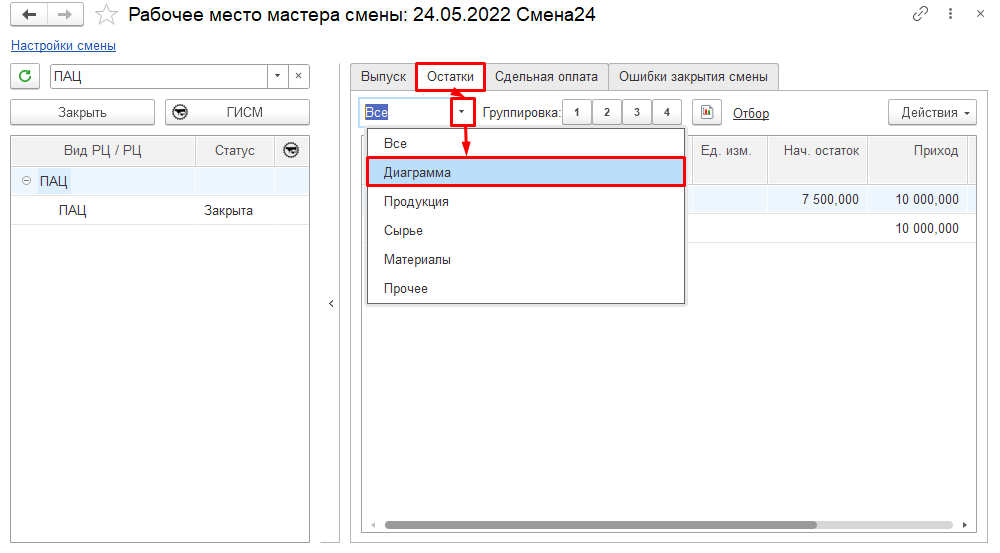 Рабочее место мастера смены: 24.05.2022 Смена24
Настройки смены
ПАЦ
Закрыть
ГИСМ
Вид РЦ / РЦ
Статус
ПАЦ
ПАЦ
Закрыта
Выпуск
Остатки
Сдельная оплата
Ошибки закрытия смены
Все
Группировка:
1
2
3
4
Отбор
Действия
Все
Диаграмма
Продукция
Сырье
Материалы
Прочее
Ед. изм.
Нач. остаток
Приход
7 500,000
10 000,000
10 000,000